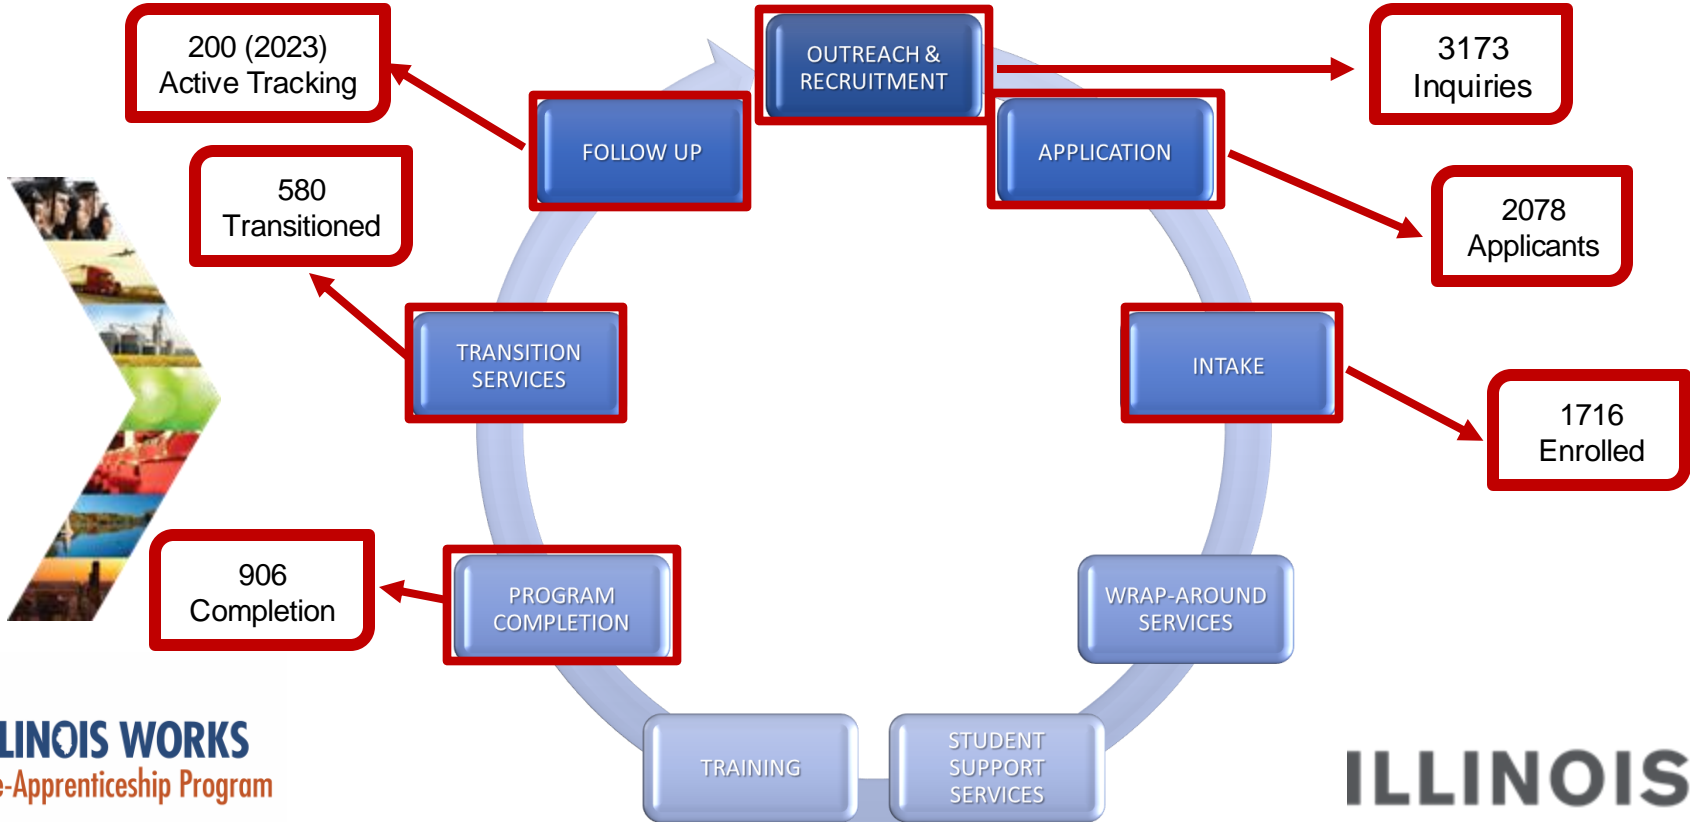 OUTREACH &
RECRUITMENT
3173
Inquiries
APPLICATION
2078
Applicants
INTAKE
1716
Enrolled
WRAP-AROUND
SERVICES
STUDENT
SUPPORT
SERVICES
TRAINING
PROGRAM
COMPLETION
906
Completion
TRANSITION
SERVICES
580
Transitioned
FOLLOW UP
200 (2023)
Active Tracking
LLINOIS WORKS
e-Apprenticeship Program
ILLINOIS